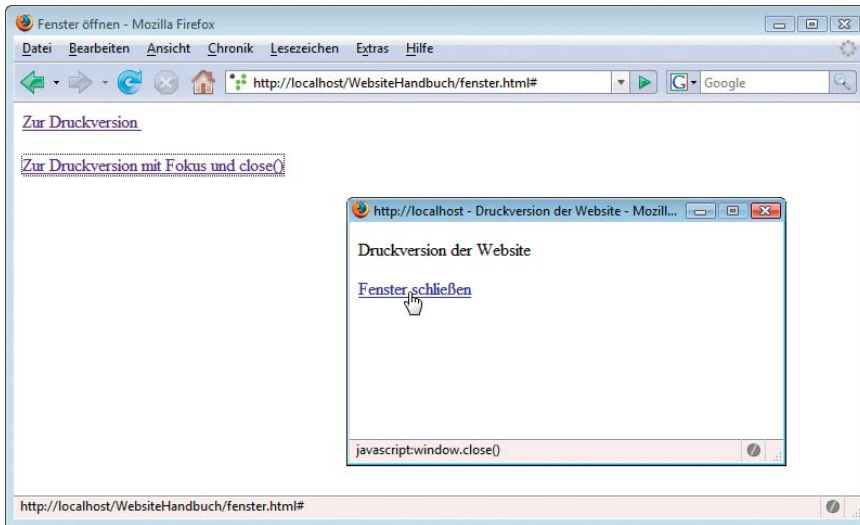 Fenster öffnen - Mozilla Firefox
Datei Bearbeiten Ansicht Chronik Lesezeichen Extras Hilfe
http://localhost/WebsiteHandbuch/fenster.html# G Google
Zur Druckversion
Zur Druckversion mit Fokus und close()
http://localhost - Druckversion der Website - Mozill...
Druckversion der Website
Fenster schließen
javascript:window.close()
http://localhost/WebsiteHandbuch/fenster.html#